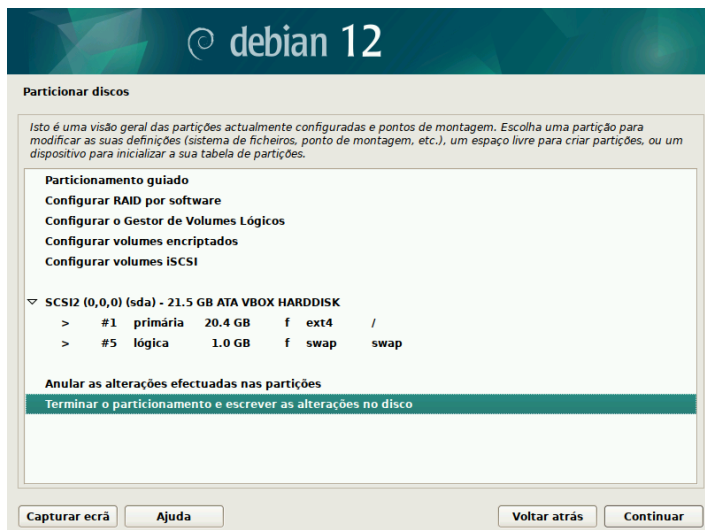 debian 12
Particionar discos
Isto é uma visão geral das partições actualmente configuradas e pontos de montagem. Escolha uma partição para
modificar as suas definições (sistema de ficheiros, ponto de montagem, etc.), um espaço livre para criar partições, ou um
dispositivo para inicializar a sua tabela de partições.
Particionamento guiado
Configurar RAID por software
Configurar o Gestor de Volumes Lógicos
Configurar volumes encriptados
Configurar volumes iSCSI
SCSI2 (0,0,0) (sda) - 21.5 GB ATA VBOX HARDDISK
> #1 primária 20.4 GB f ext4 /
> #5 lógica 1.0 GB f swap swap
Anular as alterações efectuadas nas partições
Terminar o particionamento e escrever as alterações no disco
Capturar ecrã Ajuda Voltar atrás Continuar